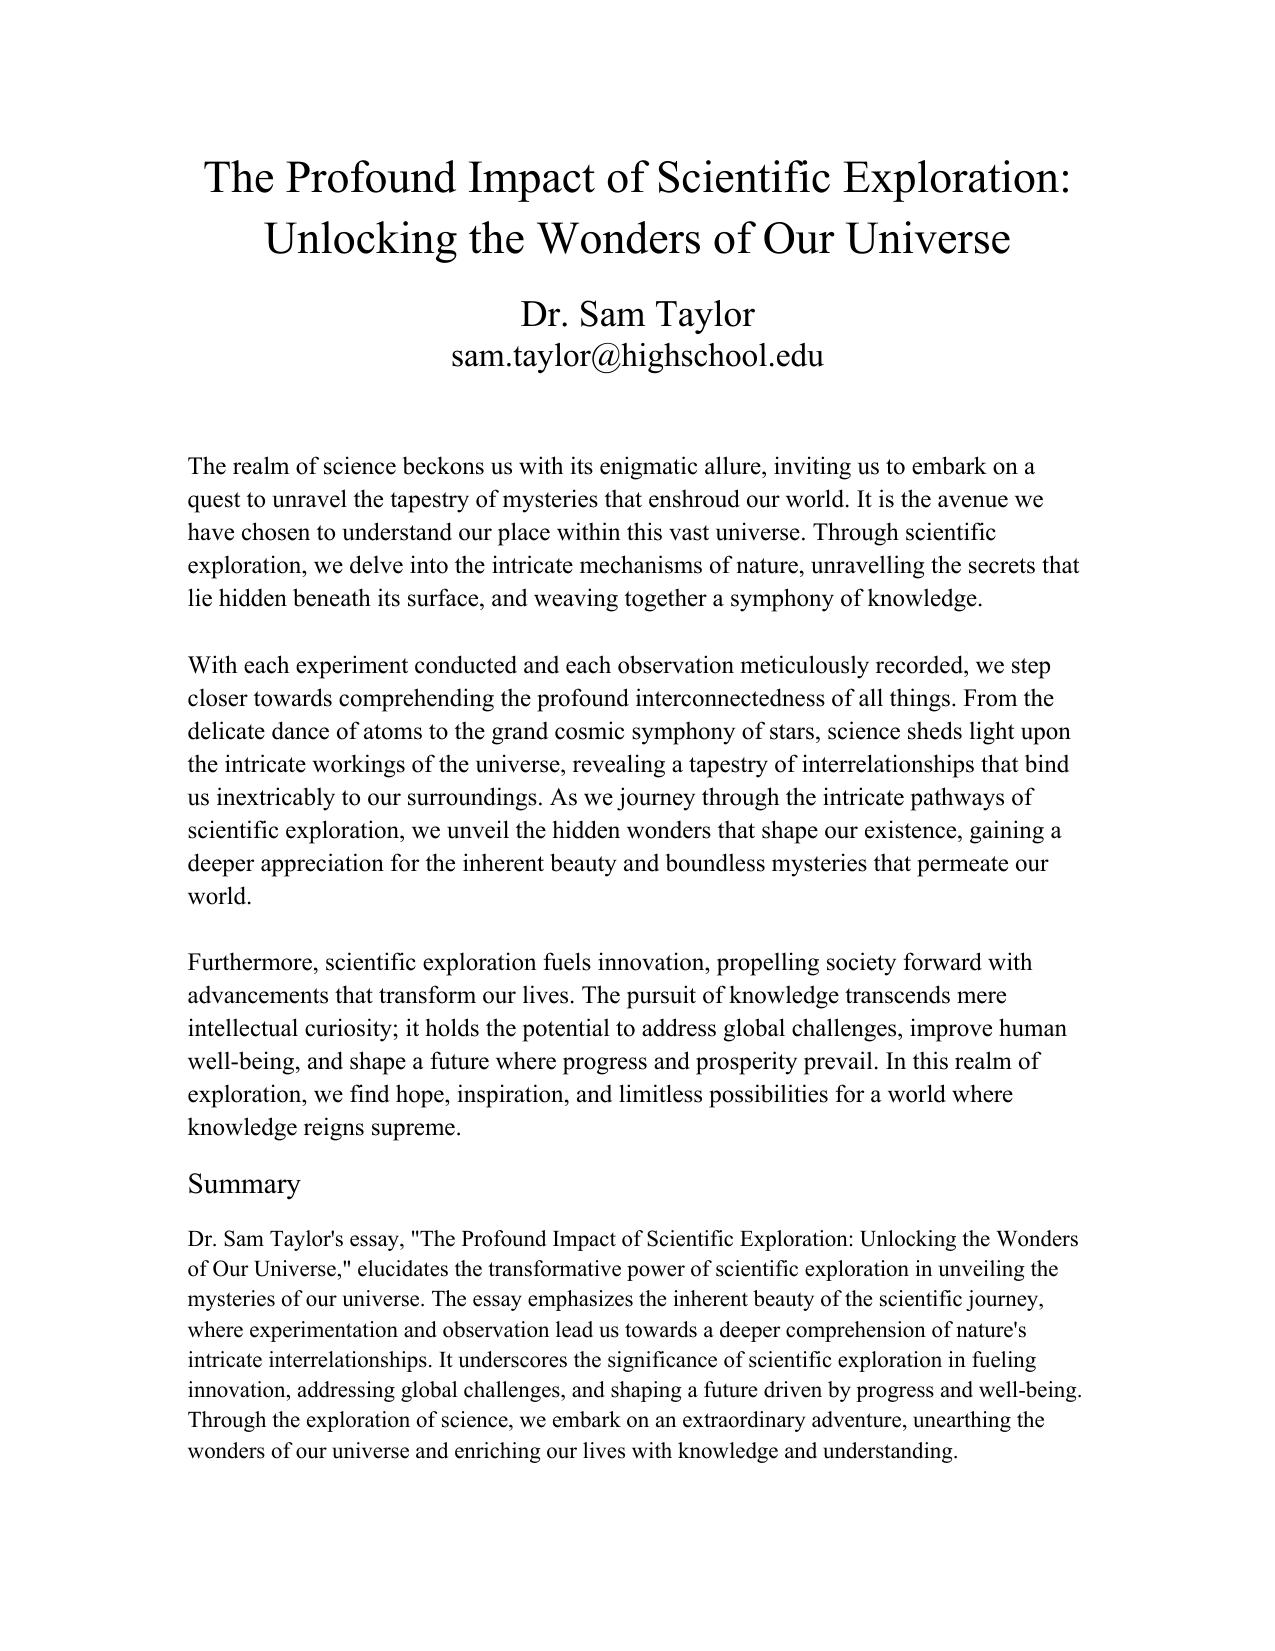 The Profound Impact of Scientific Exploration:
Unlocking the Wonders of Our Universe
Dr. Sam Taylor
sam.taylor@highschool.edu
The realm of science beckons us with its enigmatic allure, inviting us to embark on a
quest to unravel the tapestry of mysteries that enshroud our world. It is the avenue we
have chosen to understand our place within this vast universe. Through scientific
exploration, we delve into the intricate mechanisms of nature, unravelling the secrets that
lie hidden beneath its surface, and weaving together a symphony of knowledge.
With each experiment conducted and each observation meticulously recorded, we step
closer towards comprehending the profound interconnectedness of all things. From the
delicate dance of atoms to the grand cosmic symphony of stars, science sheds light upon
the intricate workings of the universe, revealing a tapestry of interrelationships that bind
us inextricably to our surroundings. As we journey through the intricate pathways of
scientific exploration, we unveil the hidden wonders that shape our existence, gaining a
deeper appreciation for the inherent beauty and boundless mysteries that permeate our
world.
Furthermore, scientific exploration fuels innovation, propelling society forward with
advancements that transform our lives. The pursuit of knowledge transcends mere
intellectual curiosity; it holds the potential to address global challenges, improve human
well-being, and shape a future where progress and prosperity prevail. In this realm of
exploration, we find hope, inspiration, and limitless possibilities for a world where
knowledge reigns supreme.
Summary
Dr. Sam Taylor's essay, "The Profound Impact of Scientific Exploration: Unlocking the Wonders
of Our Universe," elucidates the transformative power of scientific exploration in unveiling the
mysteries of our universe. The essay emphasizes the inherent beauty of the scientific journey,
where experimentation and observation lead us towards a deeper comprehension of nature's
intricate interrelationships. It underscores the significance of scientific exploration in fueling
innovation, addressing global challenges, and shaping a future driven by progress and well-being.
Through the exploration of science, we embark on an extraordinary adventure, unearthing the
wonders of our universe and enriching our lives with knowledge and understanding.